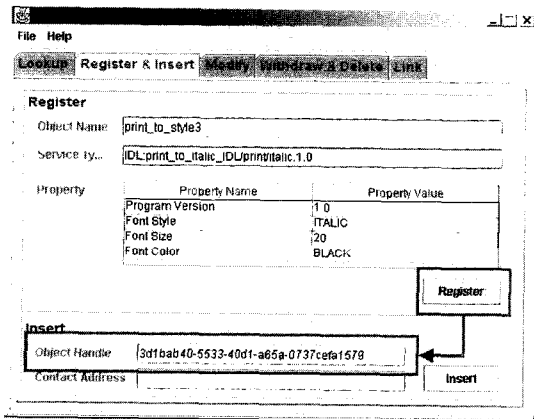 File Help
Lookup Register & Insert Modify Withdraw & Delete Link
Register
Object Name print_to_style3
Service Ty... IDL:print_to_italic_IDL/print/italic:1.0
Property Property Name Property Value
Program Version 1.0
Font Style ITALIC
Font Size 20
Font Color BLACK
Register
Insert
Object Handle 3d1bab40-5533-40d1-a65a-0737cefa1579
Contact Address Insert